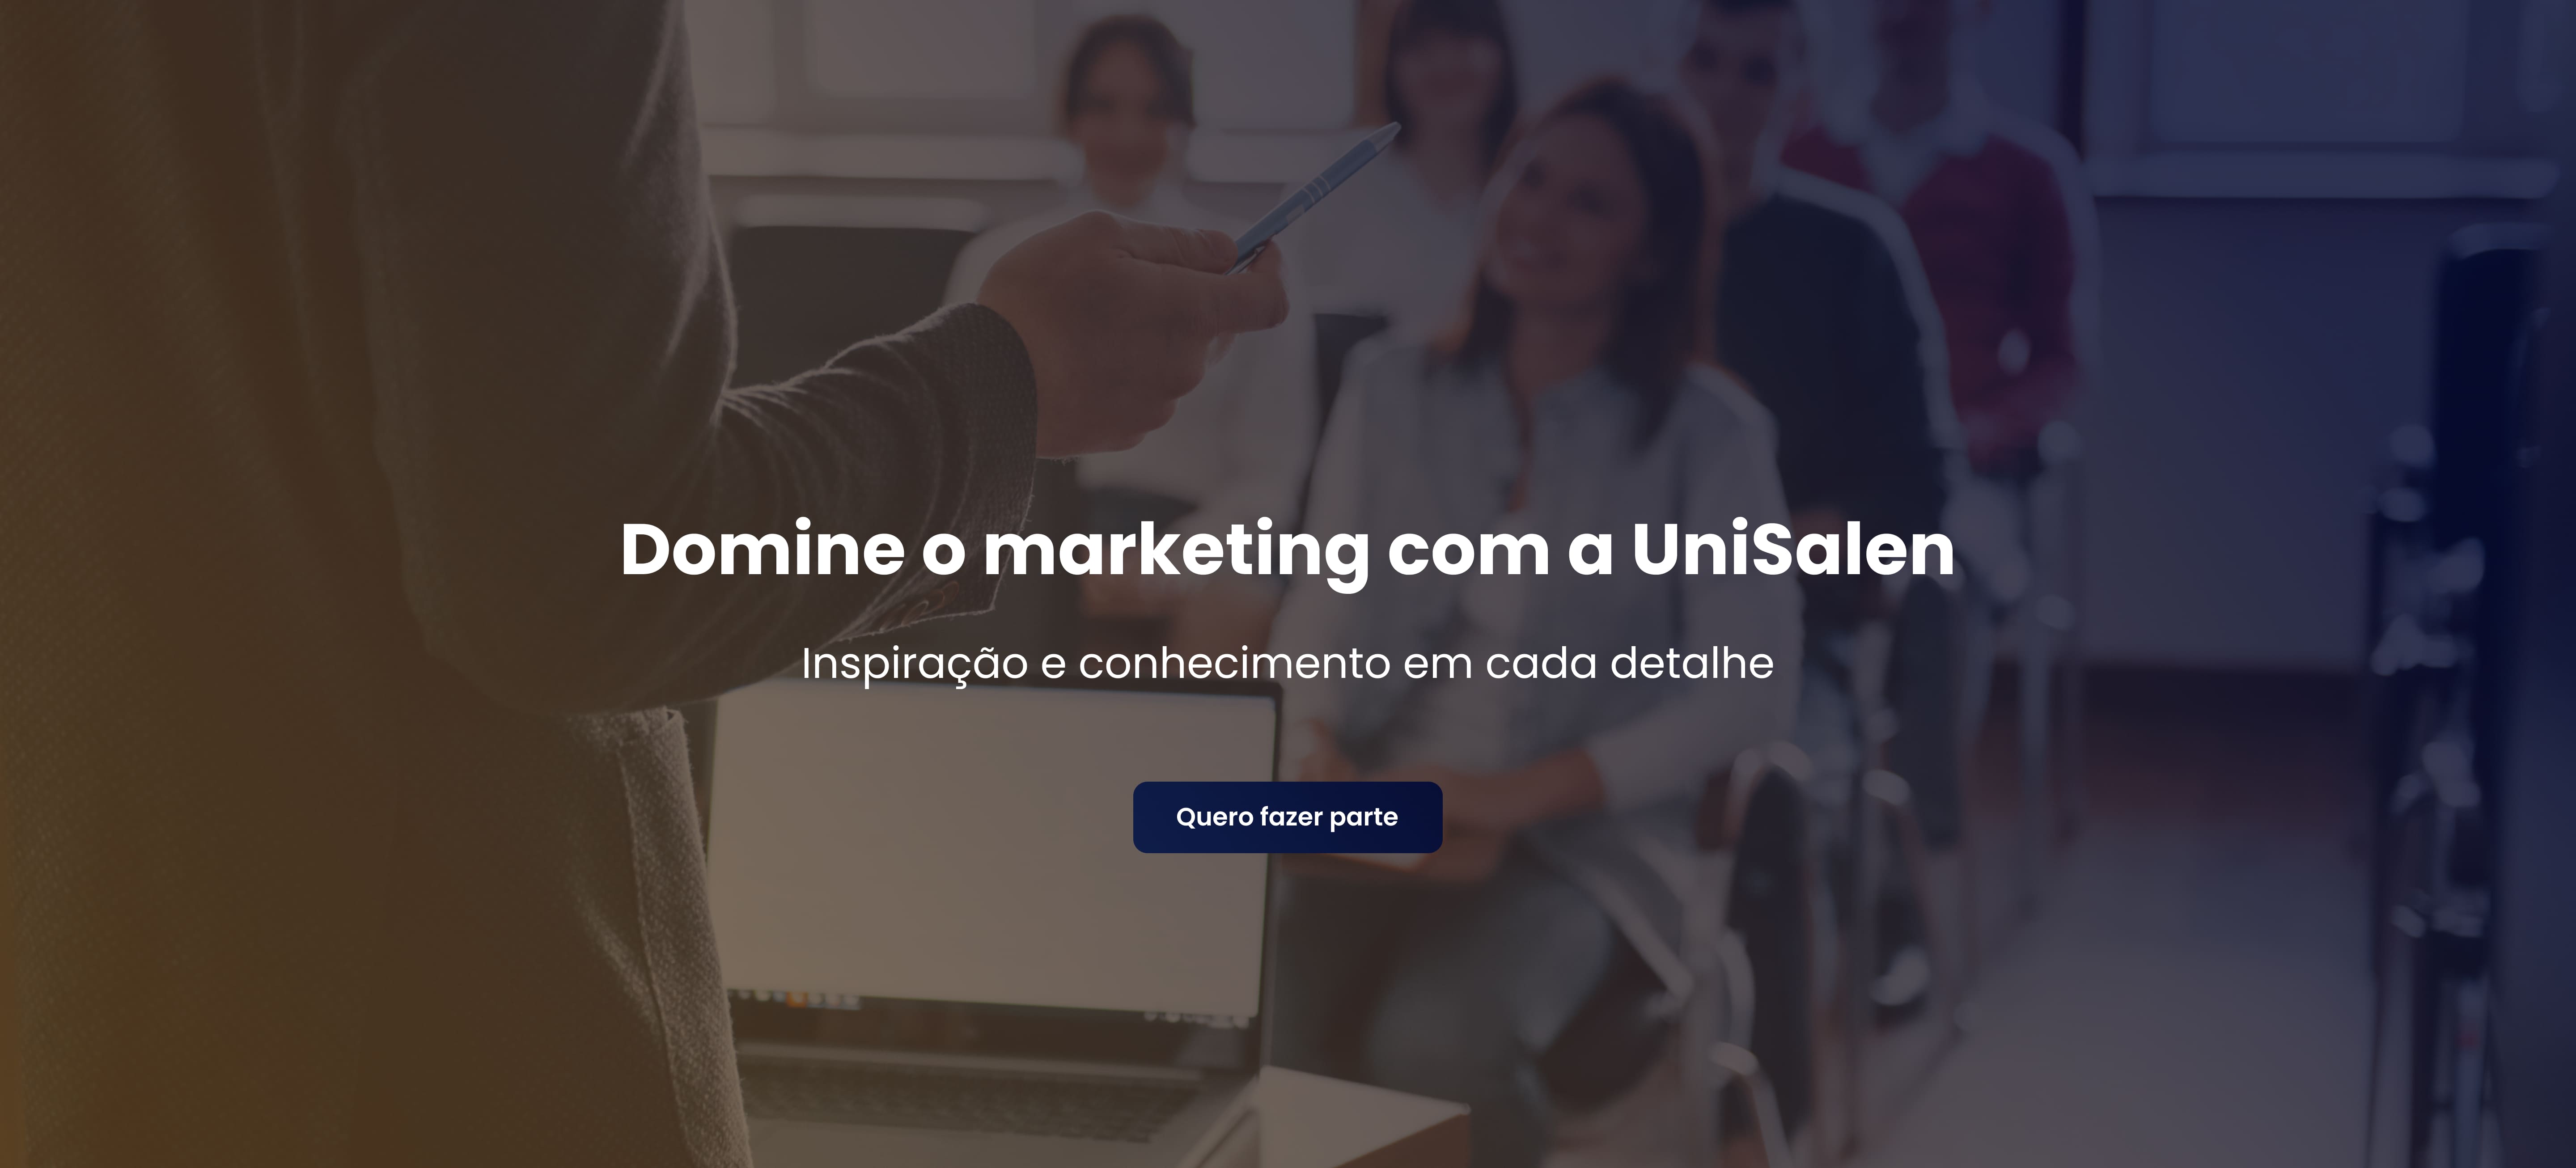 Domine o marketing com a UniSalen
Inspiração e conhecimento em cada detalhe
Quero fazer parte